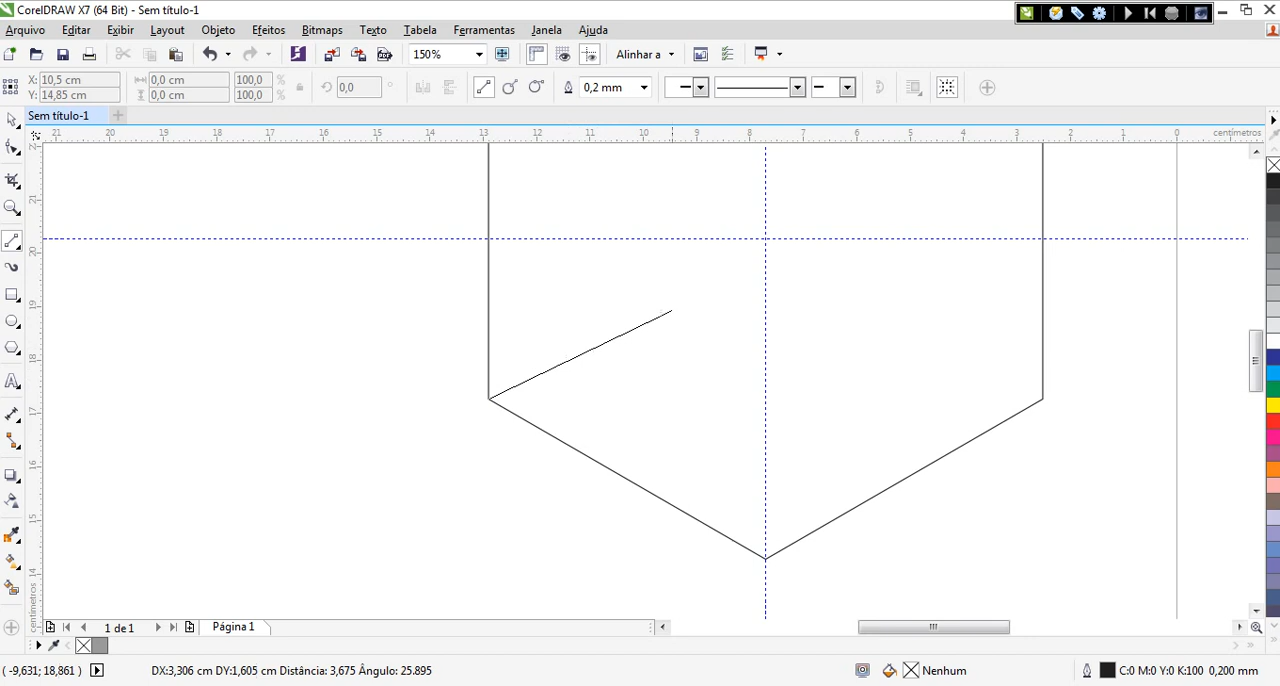 CorelDRAW X7 (64 Bit) - Sem título-1
Arquivo Editar Exibir Layout Objeto Efeitos Bitmaps Texto Tabela Ferramentas Janela Ajuda
150% Alinhar a
X: 10,5 cm 0,0 cm 100,0 % 0,0 ° 0,2 mm
Y: 14,85 cm 0,0 cm 100,0 %
Sem título-1
21 20 19 18 17 16 15 14 13 12 11 10 9 8 7 6 5 4 3 2 1 0 centímetros
22
21
20
19
18
17
16
15
14
centímetros
1 de 1 Página 1
( -9,631; 18,861 ) DX:3,306 cm DY:1,605 cm Distância: 3,675 Ângulo: 25.895 Nenhum C:0 M:0 Y:0 K:100 0,200 mm